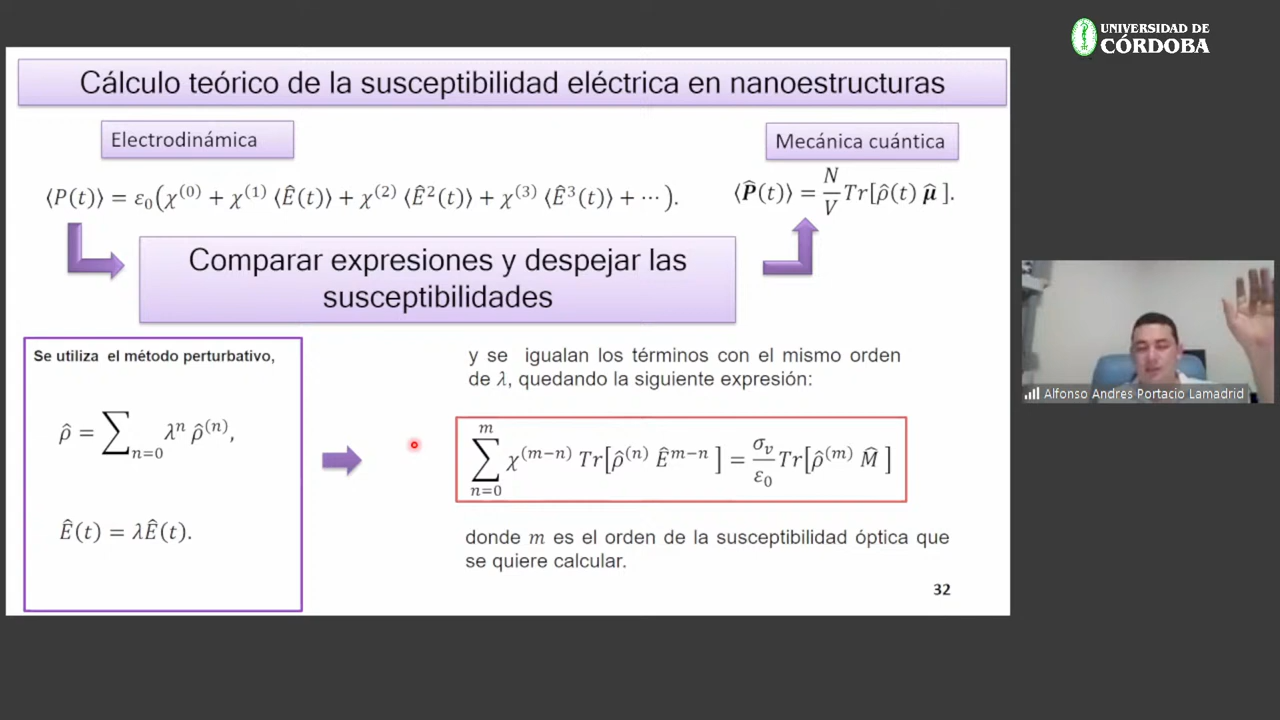 UNIVERSIDAD DE
CÓRDOBA
Cálculo teórico de la susceptibilidad eléctrica en nanoestructuras
Electrodinámica
Mecánica cuántica
⟨P(t)⟩ = ε₀(χ⁽⁰⁾ + χ⁽¹⁾ ⟨Ê(t)⟩ + χ⁽²⁾ ⟨Ê²(t)⟩ + χ⁽³⁾ ⟨Ê³(t)⟩ + ⋯ ).
⟨P̂(t)⟩ = N/V Tr[ρ̂(t) μ̂ ].
Comparar expresiones y despejar las
susceptibilidades
Se utiliza el método perturbativo,
ρ̂ = ∑ₙ₌₀ λⁿ ρ̂⁽ⁿ⁾,
Ê(t) = λÊ(t).
y se igualan los términos con el mismo orden
de λ, quedando la siguiente expresión:
∑ₙ₌₀ᵐ χ⁽ᵐ⁻ⁿ⁾ Tr[ρ̂⁽ⁿ⁾ Êᵐ⁻ⁿ ] = σᵥ/ε₀ Tr[ρ̂⁽ᵐ⁾ M̂ ]
donde m es el orden de la susceptibilidad óptica que
se quiere calcular.
32
Alfonso Andres Portacio Lamadrid